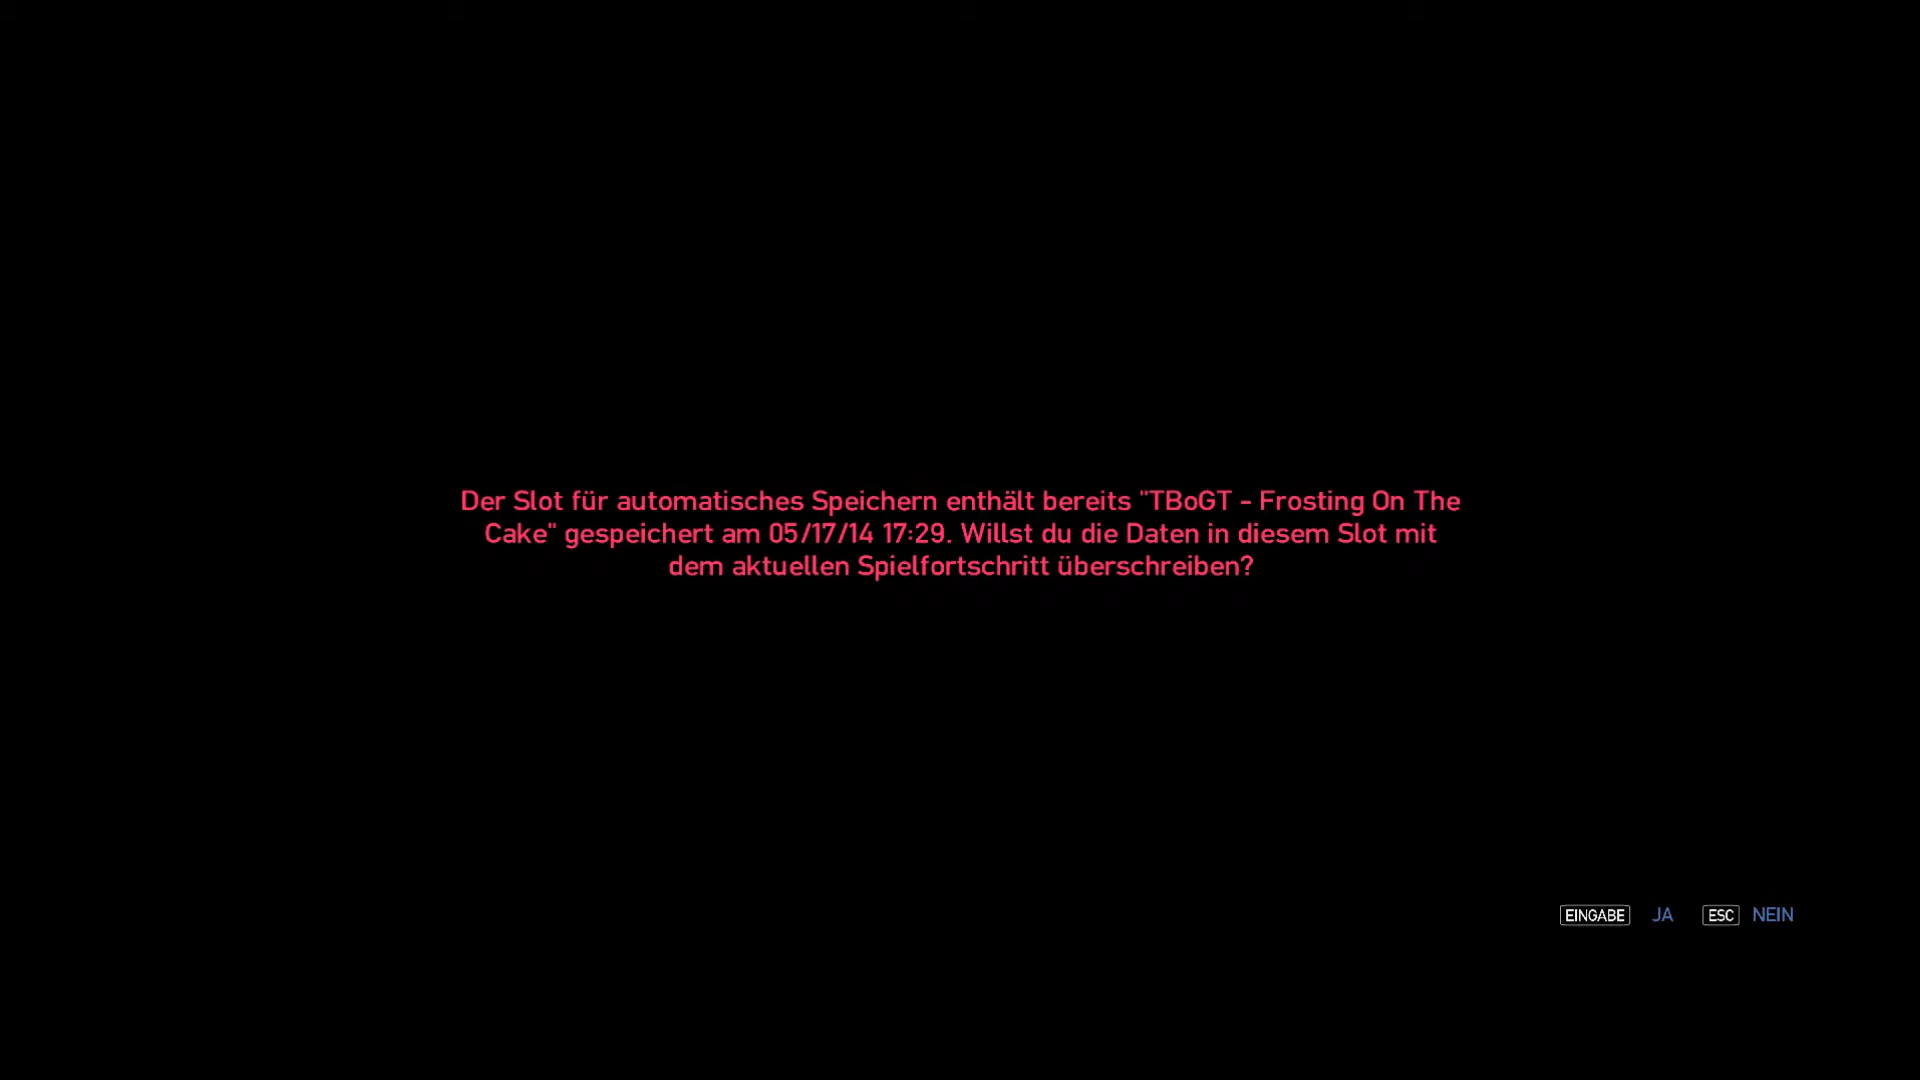 Der Slot für automatisches Speichern enthält bereits "TBoGT - Frosting On The
Cake" gespeichert am 05/17/14 17:29. Willst du die Daten in diesem Slot mit
dem aktuellen Spielfortschritt überschreiben?
EINGABE JA ESC NEIN